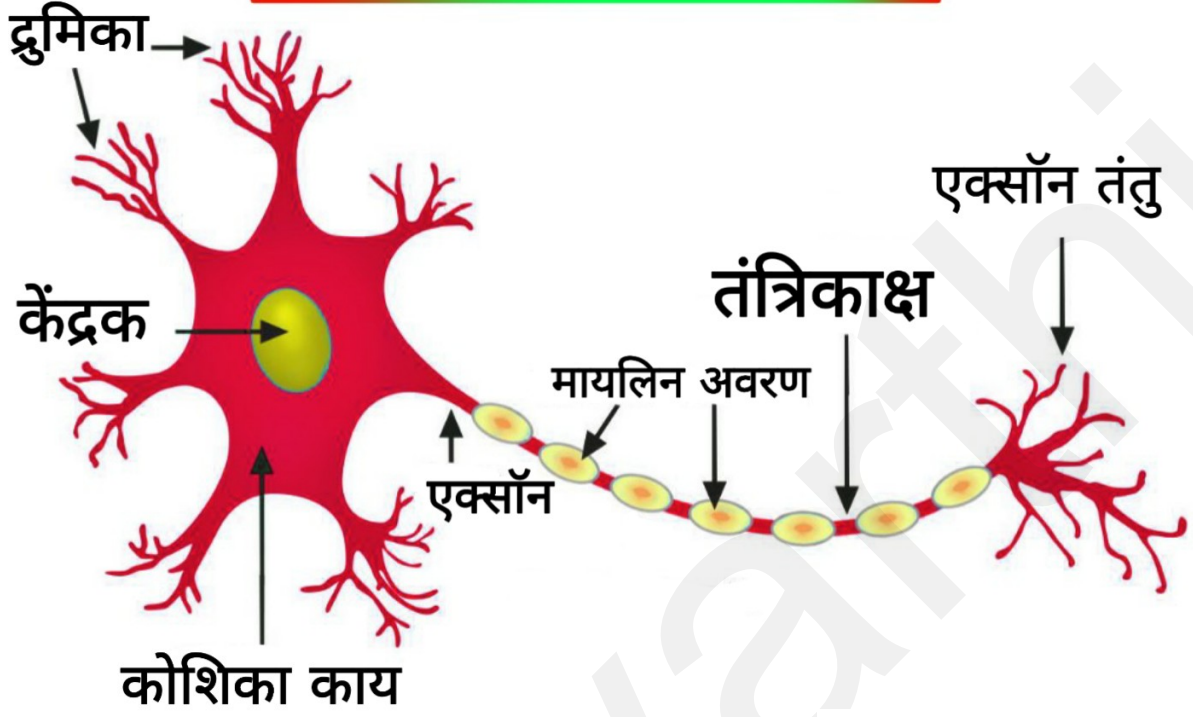 द्रुमिका
एक्सॉन तंतु
तंत्रिकाक्ष
केंद्रक
मायलिन अवरण
एक्सॉन
कोशिका काय